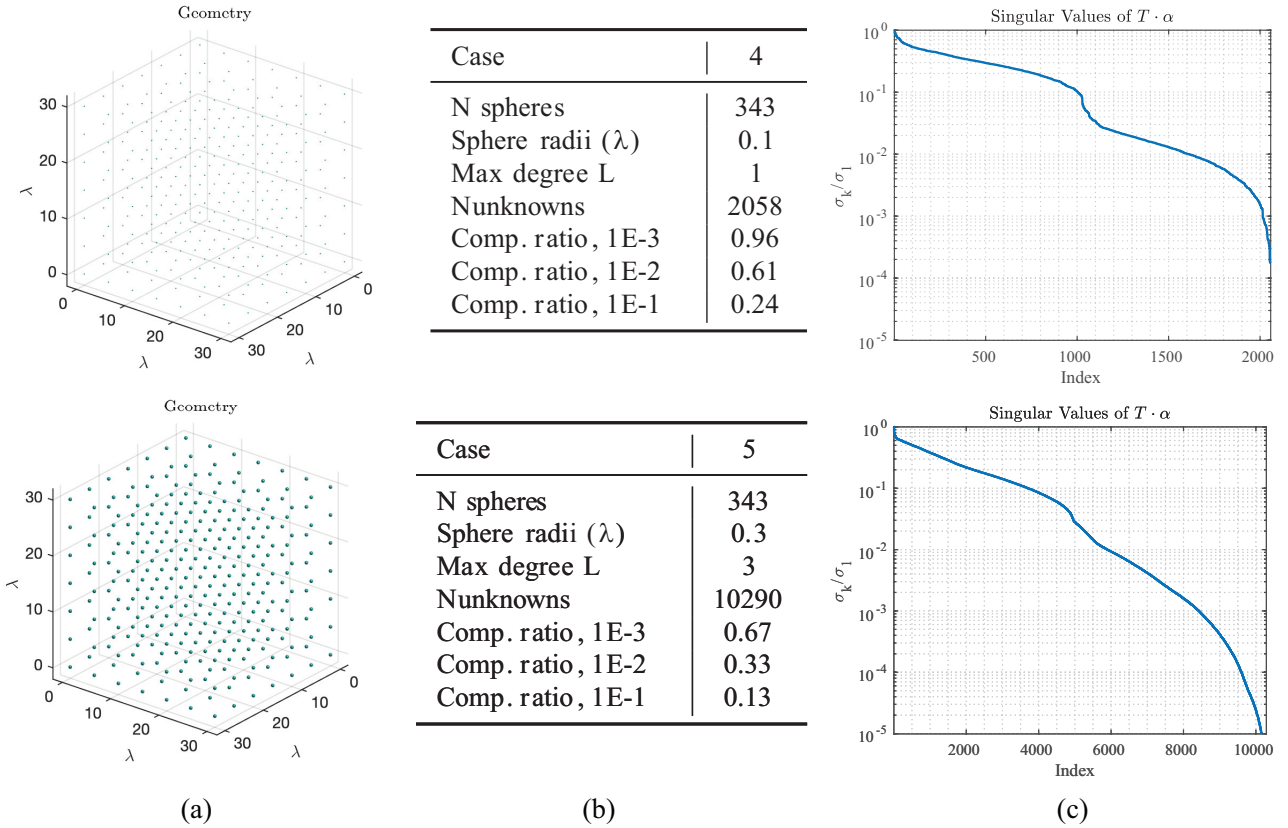 Geometry
30
20
10
0
λ
0
10
20
30
λ
0
10
20
30
λ
Case 4
N spheres 343
Sphere radii (λ) 0.1
Max degree L 1
Nunknowns 2058
Comp. ratio, 1E-3 0.96
Comp. ratio, 1E-2 0.61
Comp. ratio, 1E-1 0.24
Singular Values of T · α
10^0
10^-1
10^-2
10^-3
10^-4
10^-5
σ_k/σ_1
500 1000 1500 2000
Index
Geometry
30
20
10
0
λ
0
10
20
30
λ
0
10
20
30
λ
Case 5
N spheres 343
Sphere radii (λ) 0.3
Max degree L 3
Nunknowns 10290
Comp. ratio, 1E-3 0.67
Comp. ratio, 1E-2 0.33
Comp. ratio, 1E-1 0.13
Singular Values of T · α
10^0
10^-1
10^-2
10^-3
10^-4
10^-5
σ_k/σ_1
2000 4000 6000 8000 10000
Index
(a) (b) (c)